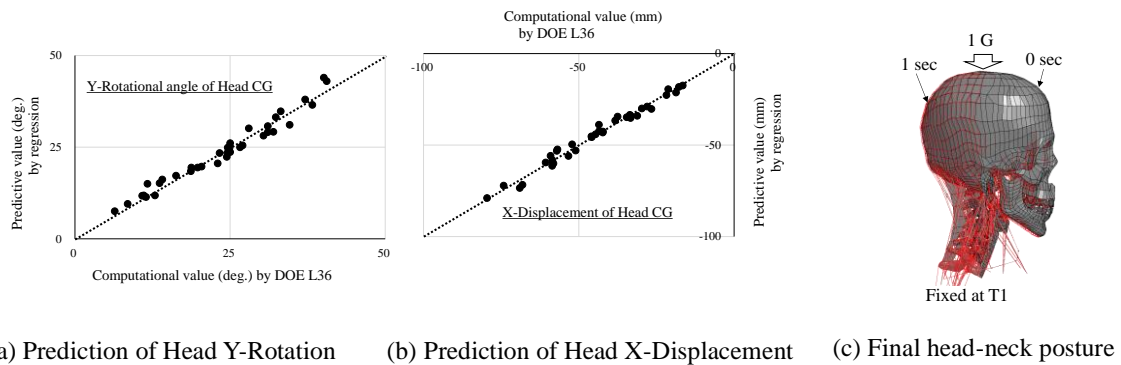 50
25
0
0
25
50
Y-Rotational angle of Head CG
Predictive value (deg.)
by regression
Computational value (deg.) by DOE L36
Computational value (mm)
by DOE L36
-100
-50
0
0
-50
-100
X-Displacement of Head CG
Predictive value (mm)
by regression
1 G
1 sec
0 sec
Fixed at T1
a) Prediction of Head Y-Rotation
(b) Prediction of Head X-Displacement
(c) Final head-neck posture